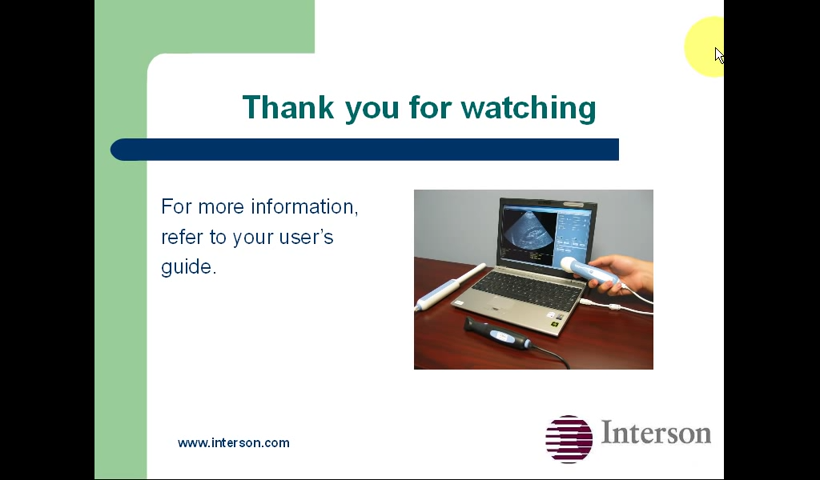 Thank you for watching
For more information,
refer to your user's
guide.
www.interson.com
Interson